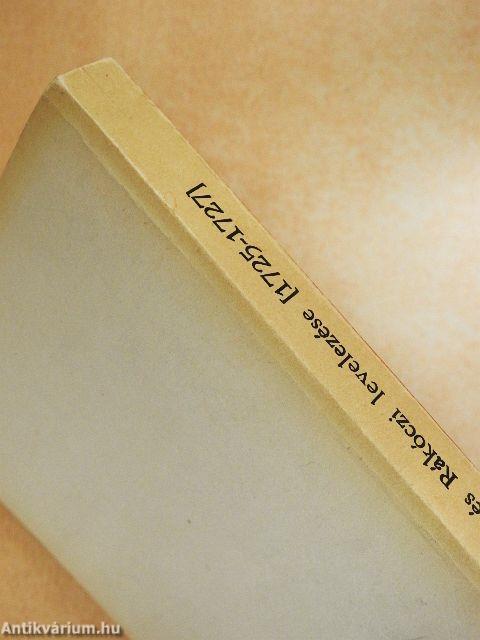 és Rákóczi levelezése [1725-1727]
Antikvárium.hu